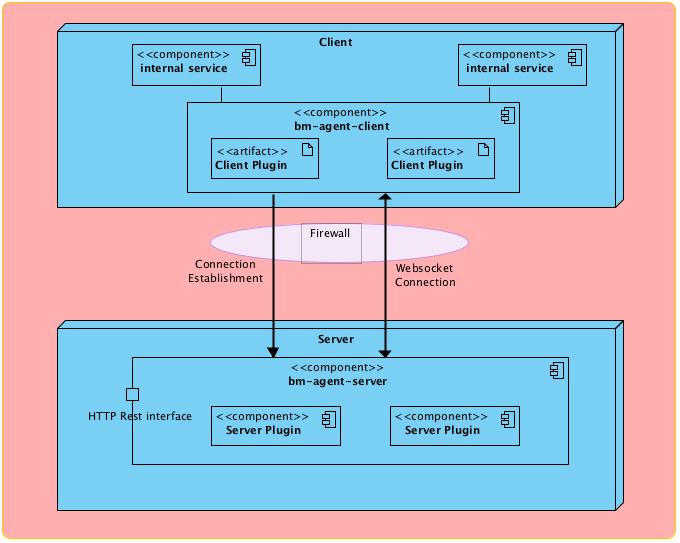 Client
<<component>>
internal service
<<component>>
internal service
<<component>>
bm-agent-client
<<artifact>>
Client Plugin
<<artifact>>
Client Plugin
Firewall
Connection
Establishment
Websocket
Connection
Server
<<component>>
bm-agent-server
HTTP Rest interface
<<component>>
Server Plugin
<<component>>
Server Plugin